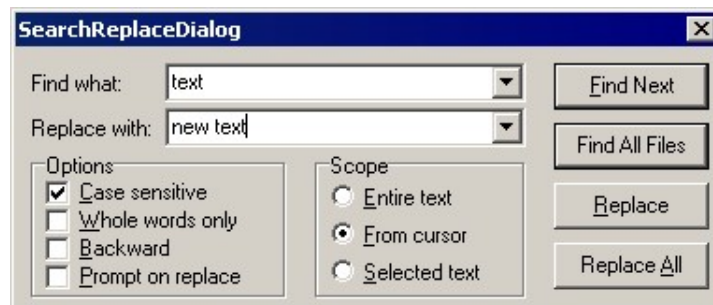 SearchReplaceDialog
Find what: text
Replace with: new text
Find Next
Find All Files
Replace
Replace All
Options
Case sensitive
Whole words only
Backward
Prompt on replace
Scope
Entire text
From cursor
Selected text